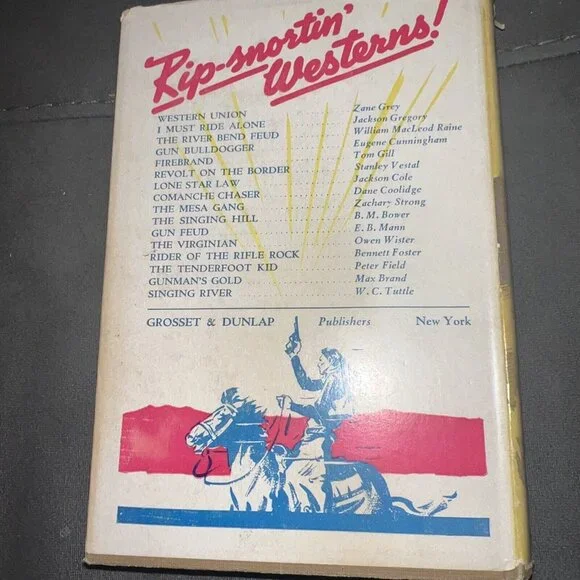 Rip-snortin'
Westerns!
WESTERN UNION . . . . . . . . Zane Grey
I MUST RIDE ALONE . . . . . . . . Jackson Gregory
THE RIVER BEND FEUD . . . . . . . . William MacLeod Raine
GUN BULLDOGGER . . . . . . . . Eugene Cunningham
FIREBRAND . . . . . . . . Tom Gill
REVOLT ON THE BORDER . . . . . . . . Stanley Vestal
LONE STAR LAW . . . . . . . . Jackson Cole
COMANCHE CHASER . . . . . . . . Dane Coolidge
THE MESA GANG . . . . . . . . Zachary Strong
THE SINGING HILL . . . . . . . . B. M. Bower
GUN FEUD . . . . . . . . E. B. Mann
THE VIRGINIAN . . . . . . . . Owen Wister
RIDER OF THE RIFLE ROCK . . . . . . . . Bennett Foster
THE TENDERFOOT KID . . . . . . . . Peter Field
GUNMAN'S GOLD . . . . . . . . Max Brand
SINGING RIVER . . . . . . . . W. C. Tuttle
GROSSET & DUNLAP Publishers New York